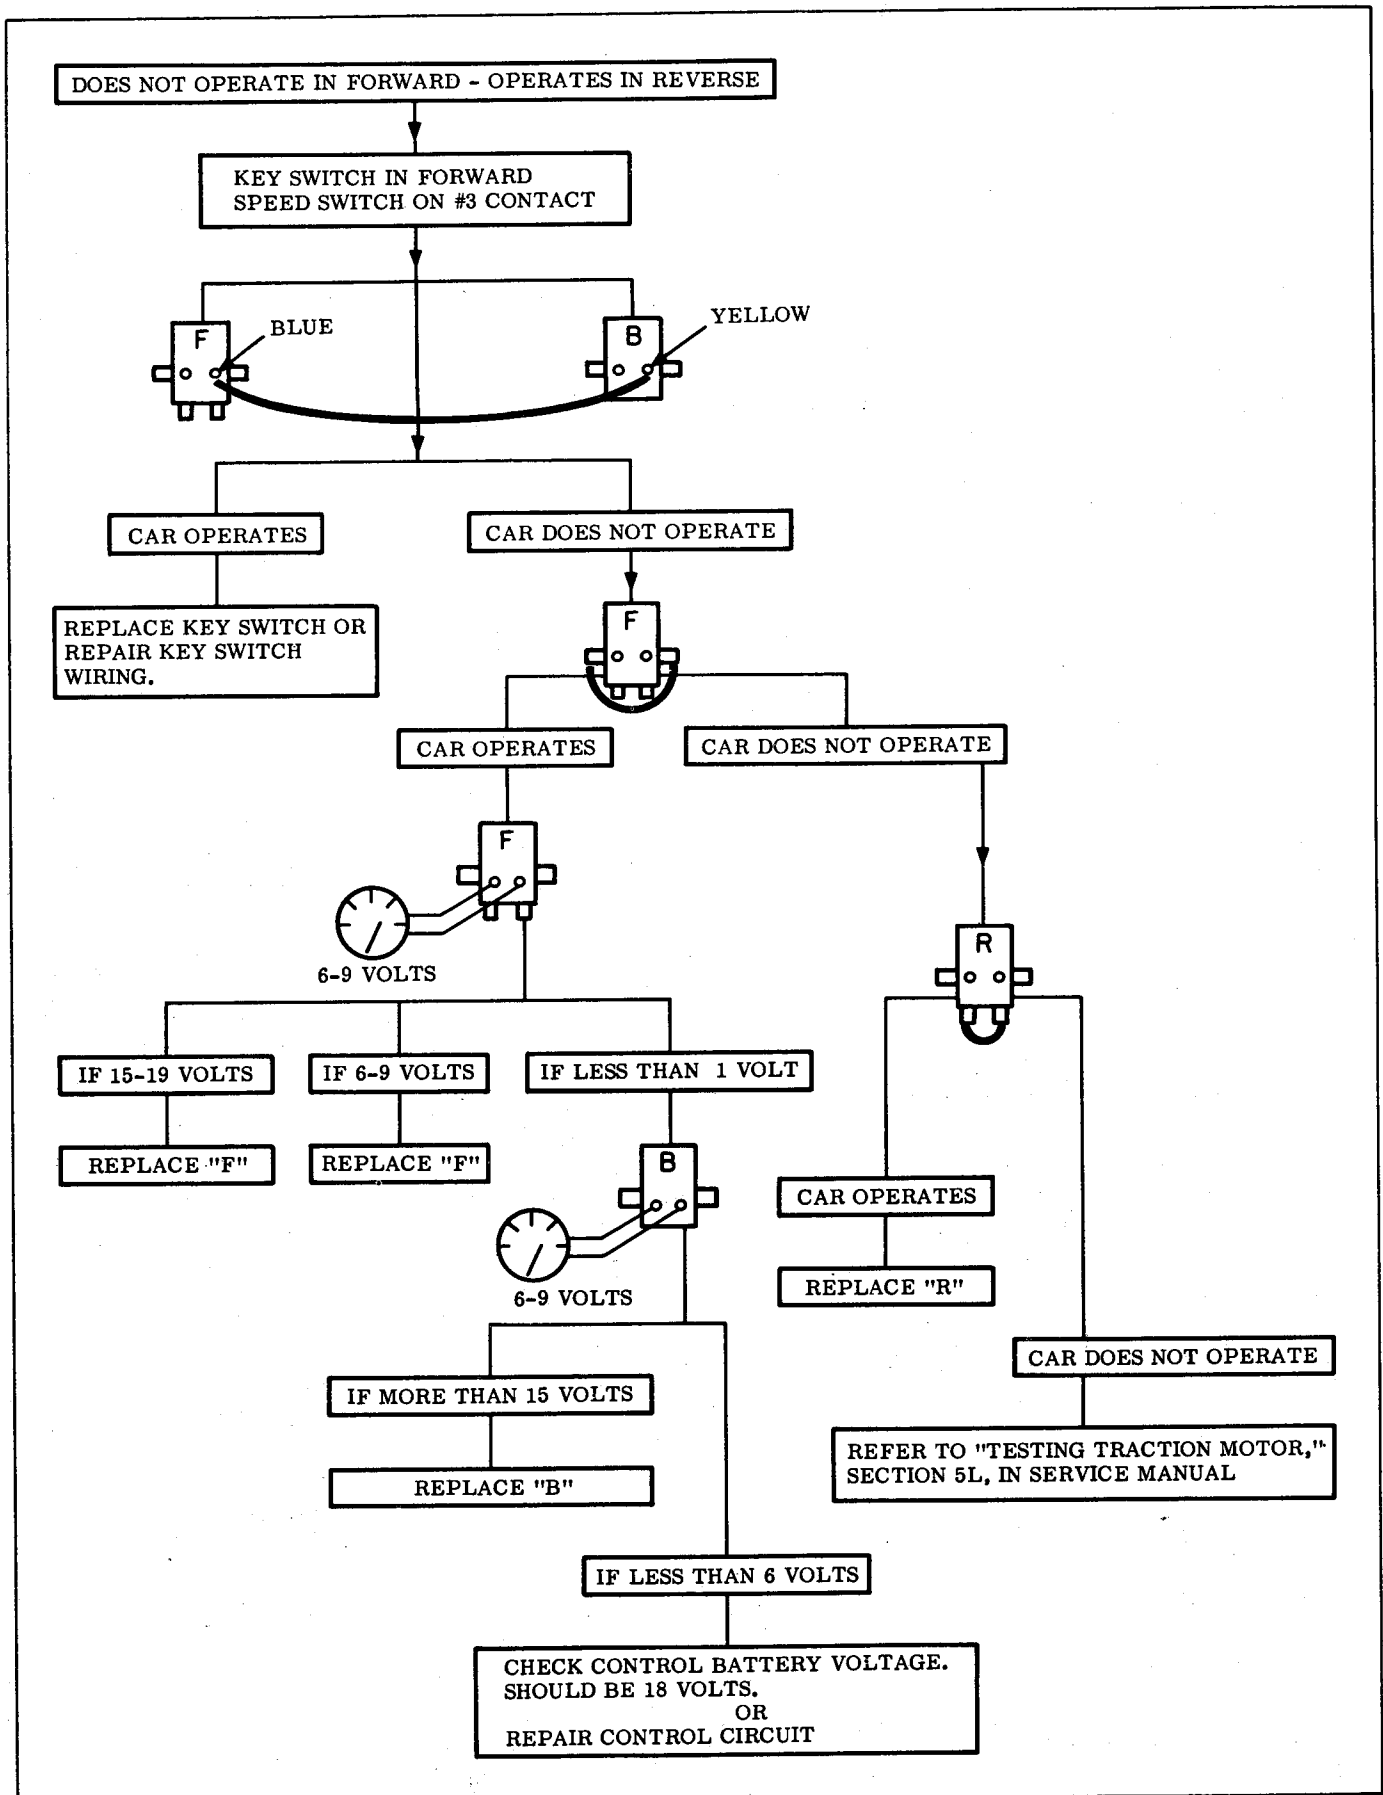 DOES NOT OPERATE IN FORWARD - OPERATES IN REVERSE
KEY SWITCH IN FORWARD
SPEED SWITCH ON #3 CONTACT
F
BLUE
B
YELLOW
CAR OPERATES
CAR DOES NOT OPERATE
REPLACE KEY SWITCH OR
REPAIR KEY SWITCH
WIRING.
F
CAR OPERATES
CAR DOES NOT OPERATE
F
6-9 VOLTS
R
IF 15-19 VOLTS
IF 6-9 VOLTS
IF LESS THAN 1 VOLT
REPLACE "F"
REPLACE "F"
B
6-9 VOLTS
CAR OPERATES
REPLACE "R"
CAR DOES NOT OPERATE
IF MORE THAN 15 VOLTS
REPLACE "B"
REFER TO "TESTING TRACTION MOTOR,"
SECTION 5L, IN SERVICE MANUAL
IF LESS THAN 6 VOLTS
CHECK CONTROL BATTERY VOLTAGE.
SHOULD BE 18 VOLTS.
OR
REPAIR CONTROL CIRCUIT